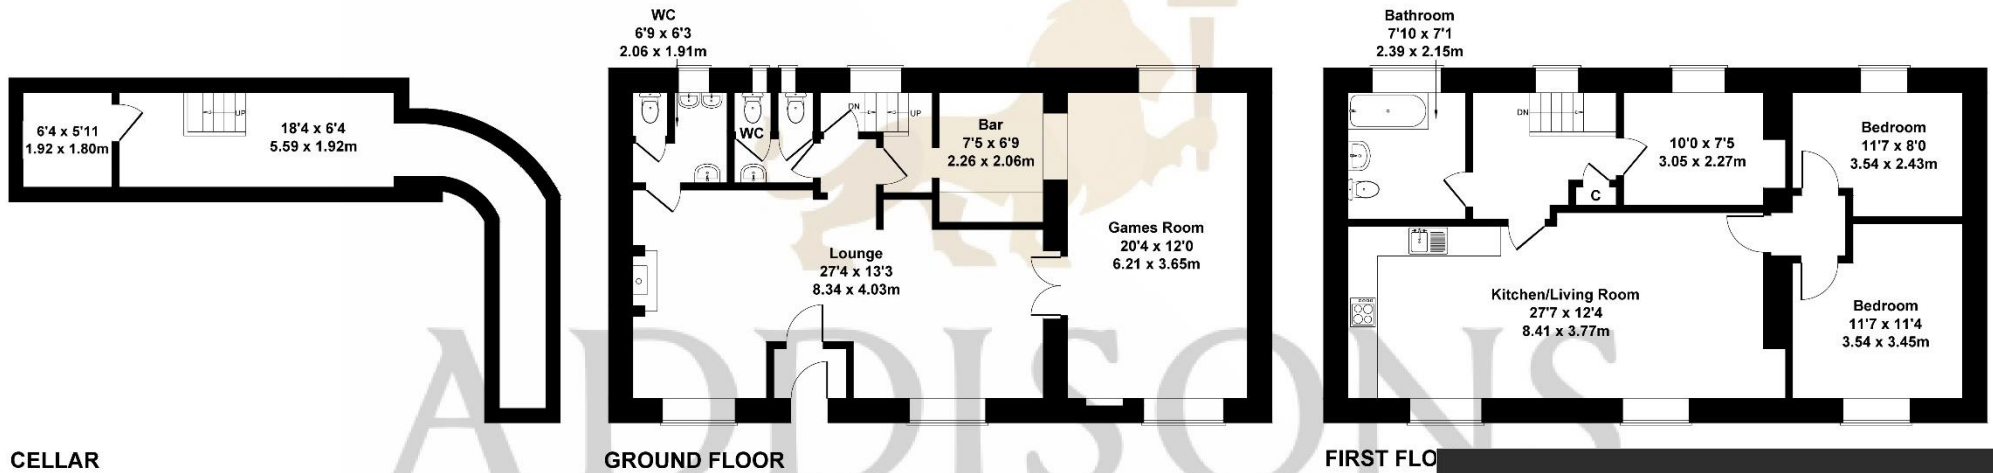 6'4 x 5'11
1.92 x 1.80m
18'4 x 6'4
5.59 x 1.92m
UP
CELLAR
WC
6'9 x 6'3
2.06 x 1.91m
WC
DN
UP
Bar
7'5 x 6'9
2.26 x 2.06m
Lounge
27'4 x 13'3
8.34 x 4.03m
Games Room
20'4 x 12'0
6.21 x 3.65m
GROUND FLOOR
Bathroom
7'10 x 7'1
2.39 x 2.15m
DN
10'0 x 7'5
3.05 x 2.27m
C
Bedroom
11'7 x 8'0
3.54 x 2.43m
Kitchen/Living Room
27'7 x 12'4
8.41 x 3.77m
Bedroom
11'7 x 11'4
3.54 x 3.45m
FIRST FLO
ADDISONS